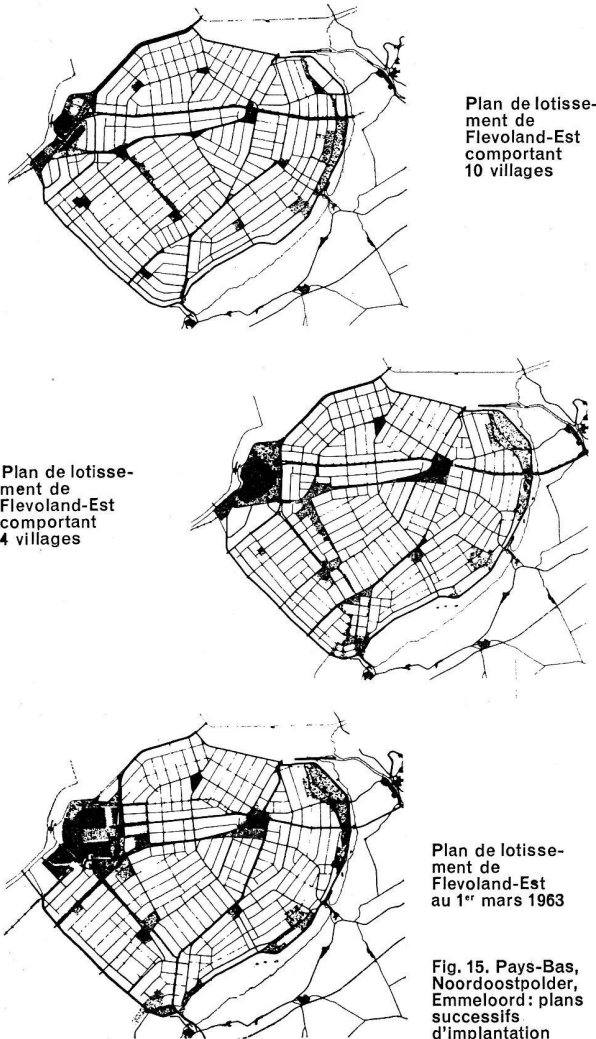 Plan de lotisse-
ment de
Flevoland-Est
comportant
10 villages
Plan de lotisse-
ment de
Flevoland-Est
comportant
4 villages
Plan de lotisse-
ment de
Flevoland-Est
au 1er mars 1963
Fig. 15. Pays-Bas,
Noordoostpolder,
Emmeloord: plans
successifs
d'implantation